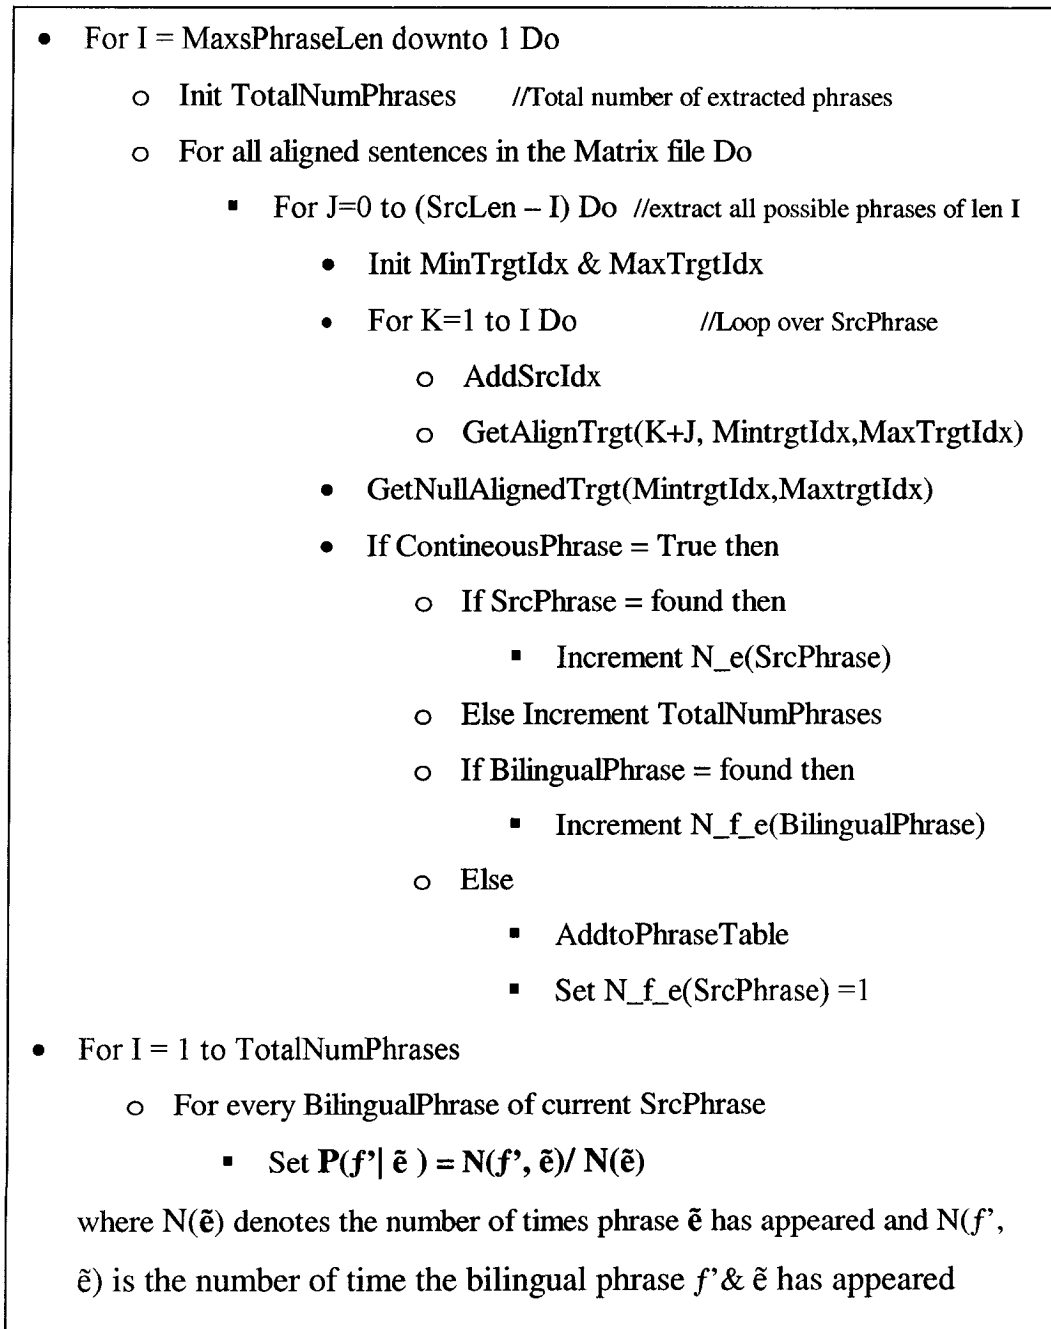 • For I = MaxsPhraseLen downto 1 Do
o Init TotalNumPhrases //Total number of extracted phrases
o For all aligned sentences in the Matrix file Do
▪ For J=0 to (SrcLen – I) Do //extract all possible phrases of len I
• Init MinTrgtIdx & MaxTrgtIdx
• For K=1 to I Do //Loop over SrcPhrase
o AddSrcIdx
o GetAlignTrgt(K+J, MintrgtIdx,MaxTrgtIdx)
• GetNullAlignedTrgt(MintrgtIdx,MaxtrgtIdx)
• If ContineousPhrase = True then
o If SrcPhrase = found then
▪ Increment N_e(SrcPhrase)
o Else Increment TotalNumPhrases
o If BilingualPhrase = found then
▪ Increment N_f_e(BilingualPhrase)
o Else
▪ AddtoPhraseTable
▪ Set N_f_e(SrcPhrase) =1
• For I = 1 to TotalNumPhrases
o For every BilingualPhrase of current SrcPhrase
▪ Set P(f’| ẽ ) = N(f’, ẽ)/ N(ẽ)
where N(ẽ) denotes the number of times phrase ẽ has appeared and N(f’,
ẽ) is the number of time the bilingual phrase f’& ẽ has appeared